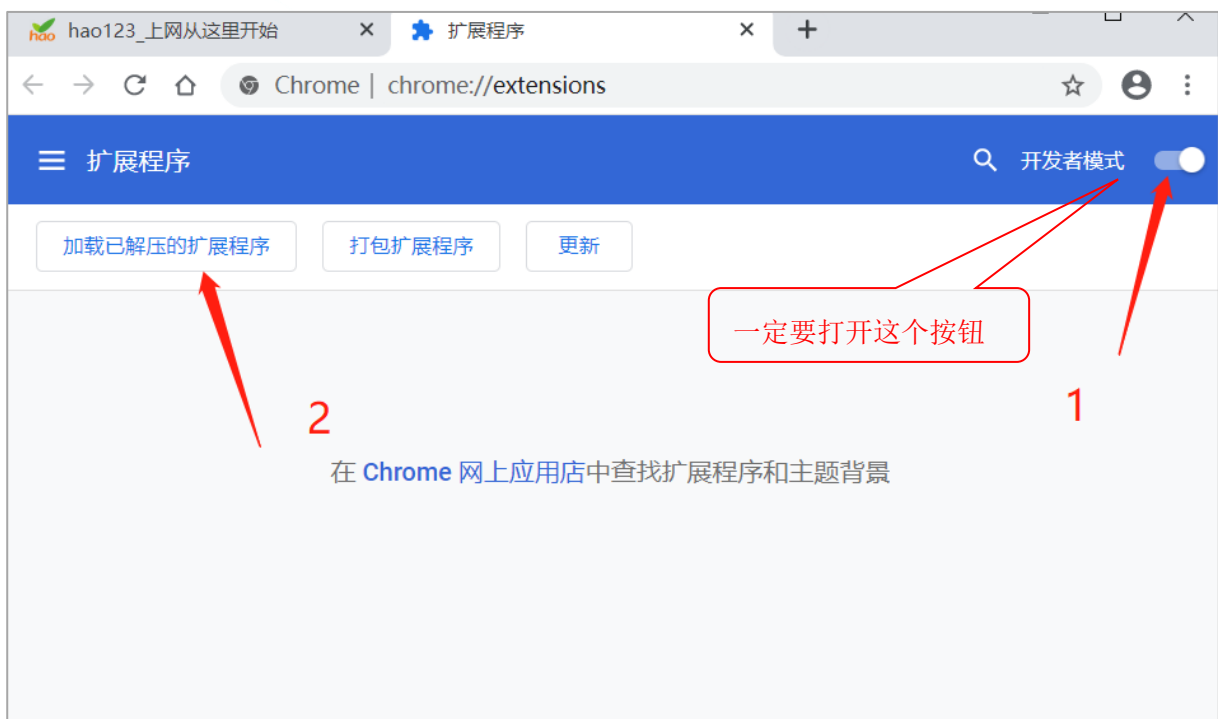 hao123_上网从这里开始
扩展程序
Chrome | chrome://extensions
扩展程序
开发者模式
加载已解压的扩展程序
打包扩展程序
更新
一定要打开这个按钮
1
2
在 Chrome 网上应用店中查找扩展程序和主题背景